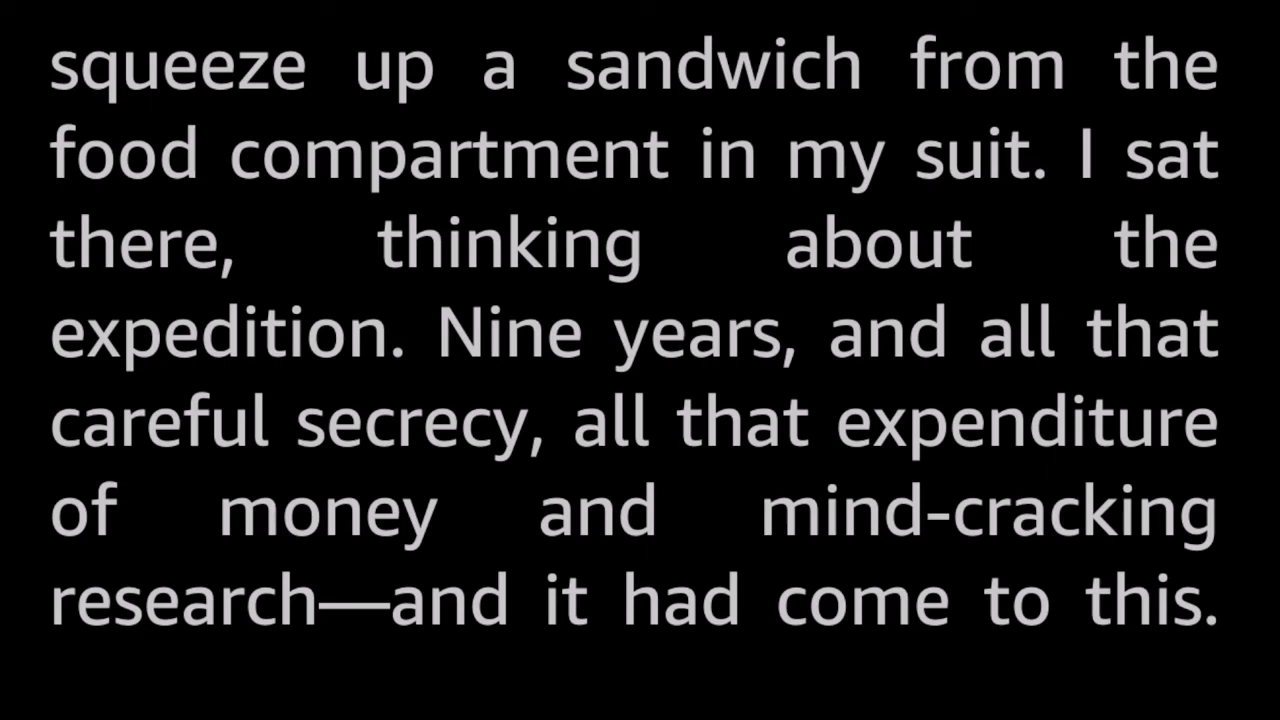 squeeze up a sandwich from the
food compartment in my suit. I sat
there, thinking about the
expedition. Nine years, and all that
careful secrecy, all that expenditure
of money and mind-cracking
research—and it had come to this.